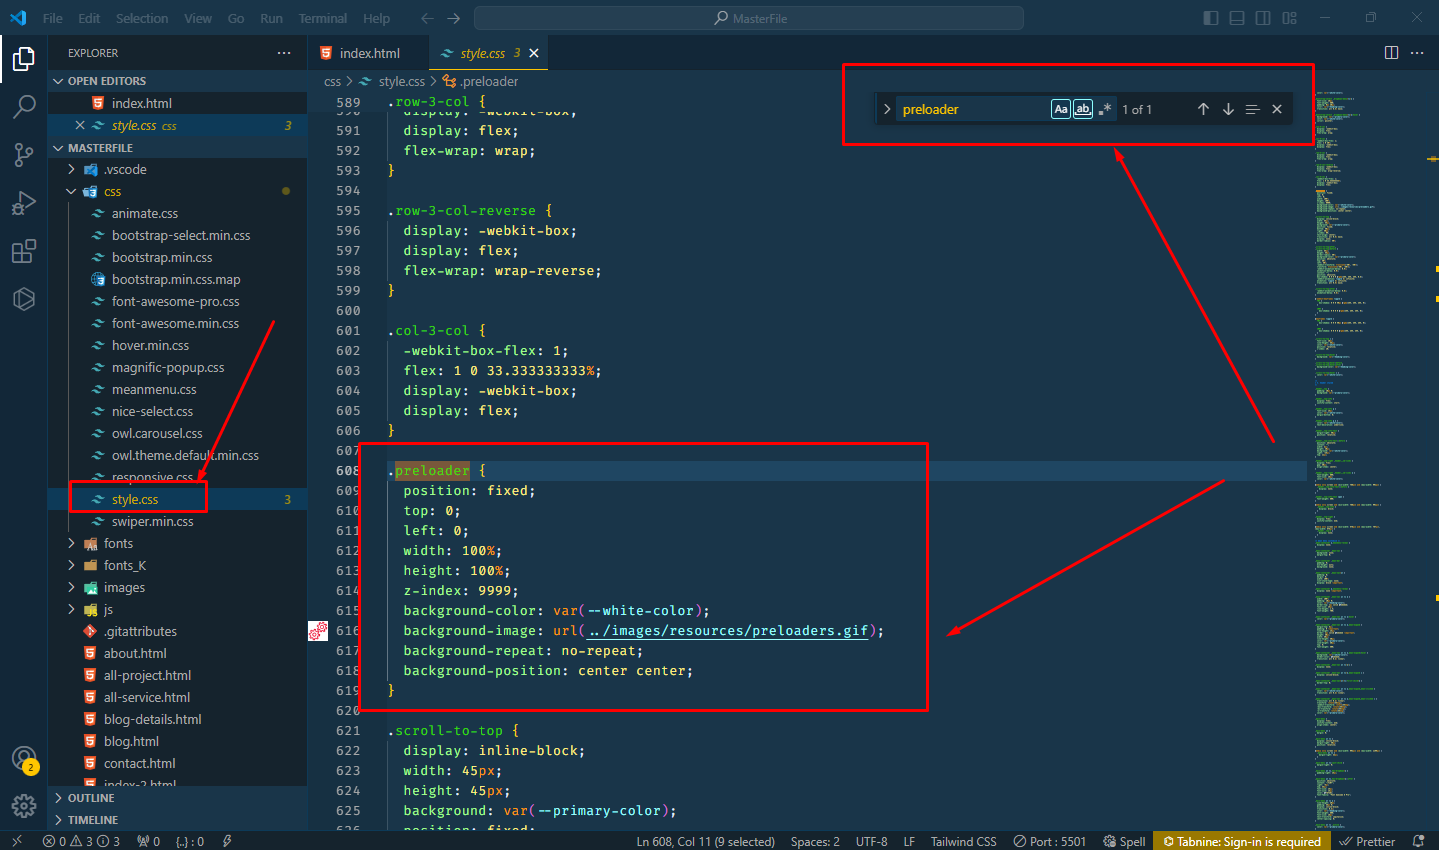 File Edit Selection View Go Run Terminal Help
MasterFile
EXPLORER
index.html
style.css 3
OPEN EDITORS
index.html
style.css css 3
MASTERFILE
.vscode
css
animate.css
bootstrap-select.min.css
bootstrap.min.css
bootstrap.min.css.map
font-awesome-pro.css
font-awesome.min.css
hover.min.css
magnific-popup.css
meanmenu.css
nice-select.css
owl.carousel.css
owl.theme.default.min.css
responsive.css
style.css 3
swiper.min.css
fonts
fonts_K
images
js
.gitattributes
about.html
all-project.html
all-service.html
blog-details.html
blog.html
contact.html
index-2.html
OUTLINE
TIMELINE
2
css > style.css > .preloader
preloader Aa ab .* 1 of 1
589 .row-3-col {
590 display: -webkit-box;
591 display: flex;
592 flex-wrap: wrap;
593 }
594
595 .row-3-col-reverse {
596 display: -webkit-box;
597 display: flex;
598 flex-wrap: wrap-reverse;
599 }
600
601 .col-3-col {
602 -webkit-box-flex: 1;
603 flex: 1 0 33.333333333%;
604 display: -webkit-box;
605 display: flex;
606 }
607
608 .preloader {
609 position: fixed;
610 top: 0;
611 left: 0;
612 width: 100%;
613 height: 100%;
614 z-index: 9999;
615 background-color: var(--white-color);
616 background-image: url(../images/resources/preloaders.gif);
617 background-repeat: no-repeat;
618 background-position: center center;
619 }
620
621 .scroll-to-top {
622 display: inline-block;
623 width: 45px;
624 height: 45px;
625 background: var(--primary-color);
626 position: fixed;
0 3 3 0 {..} : 0 Ln 608, Col 11 (9 selected) Spaces: 2 UTF-8 LF Tailwind CSS Port : 5501 Spell Tabnine: Sign-in is required Prettier